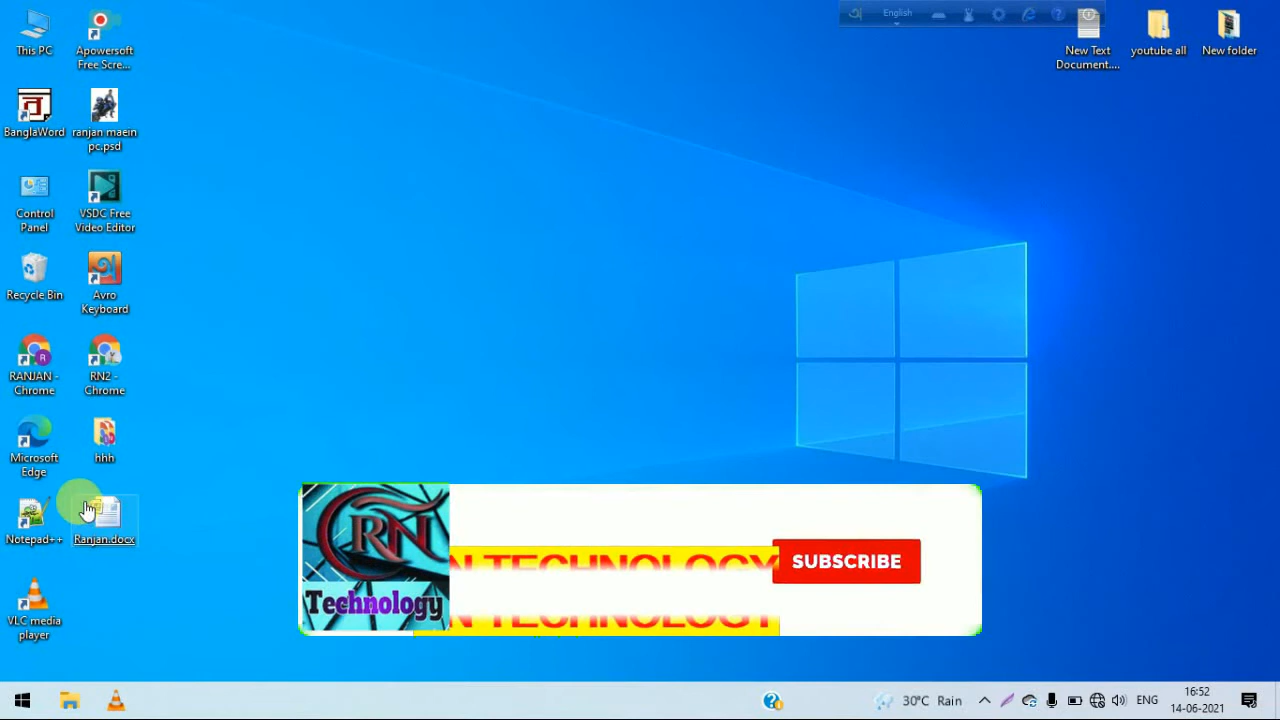 This PC
Apowersoft
Free Scre...
BanglaWord
ranjan maein
pc.psd
Control
Panel
VSDC Free
Video Editor
Recycle Bin
Avro
Keyboard
RANJAN -
Chrome
RN2 -
Chrome
Microsoft
Edge
hhh
Notepad++
Ranjan.docx
VLC media
player
English
New Text
Document....
youtube all
New folder
RN
Technology
N TECHNOLOGY
N TECHNOLOGY
SUBSCRIBE
30°C Rain
ENG
16:52
14-06-2021